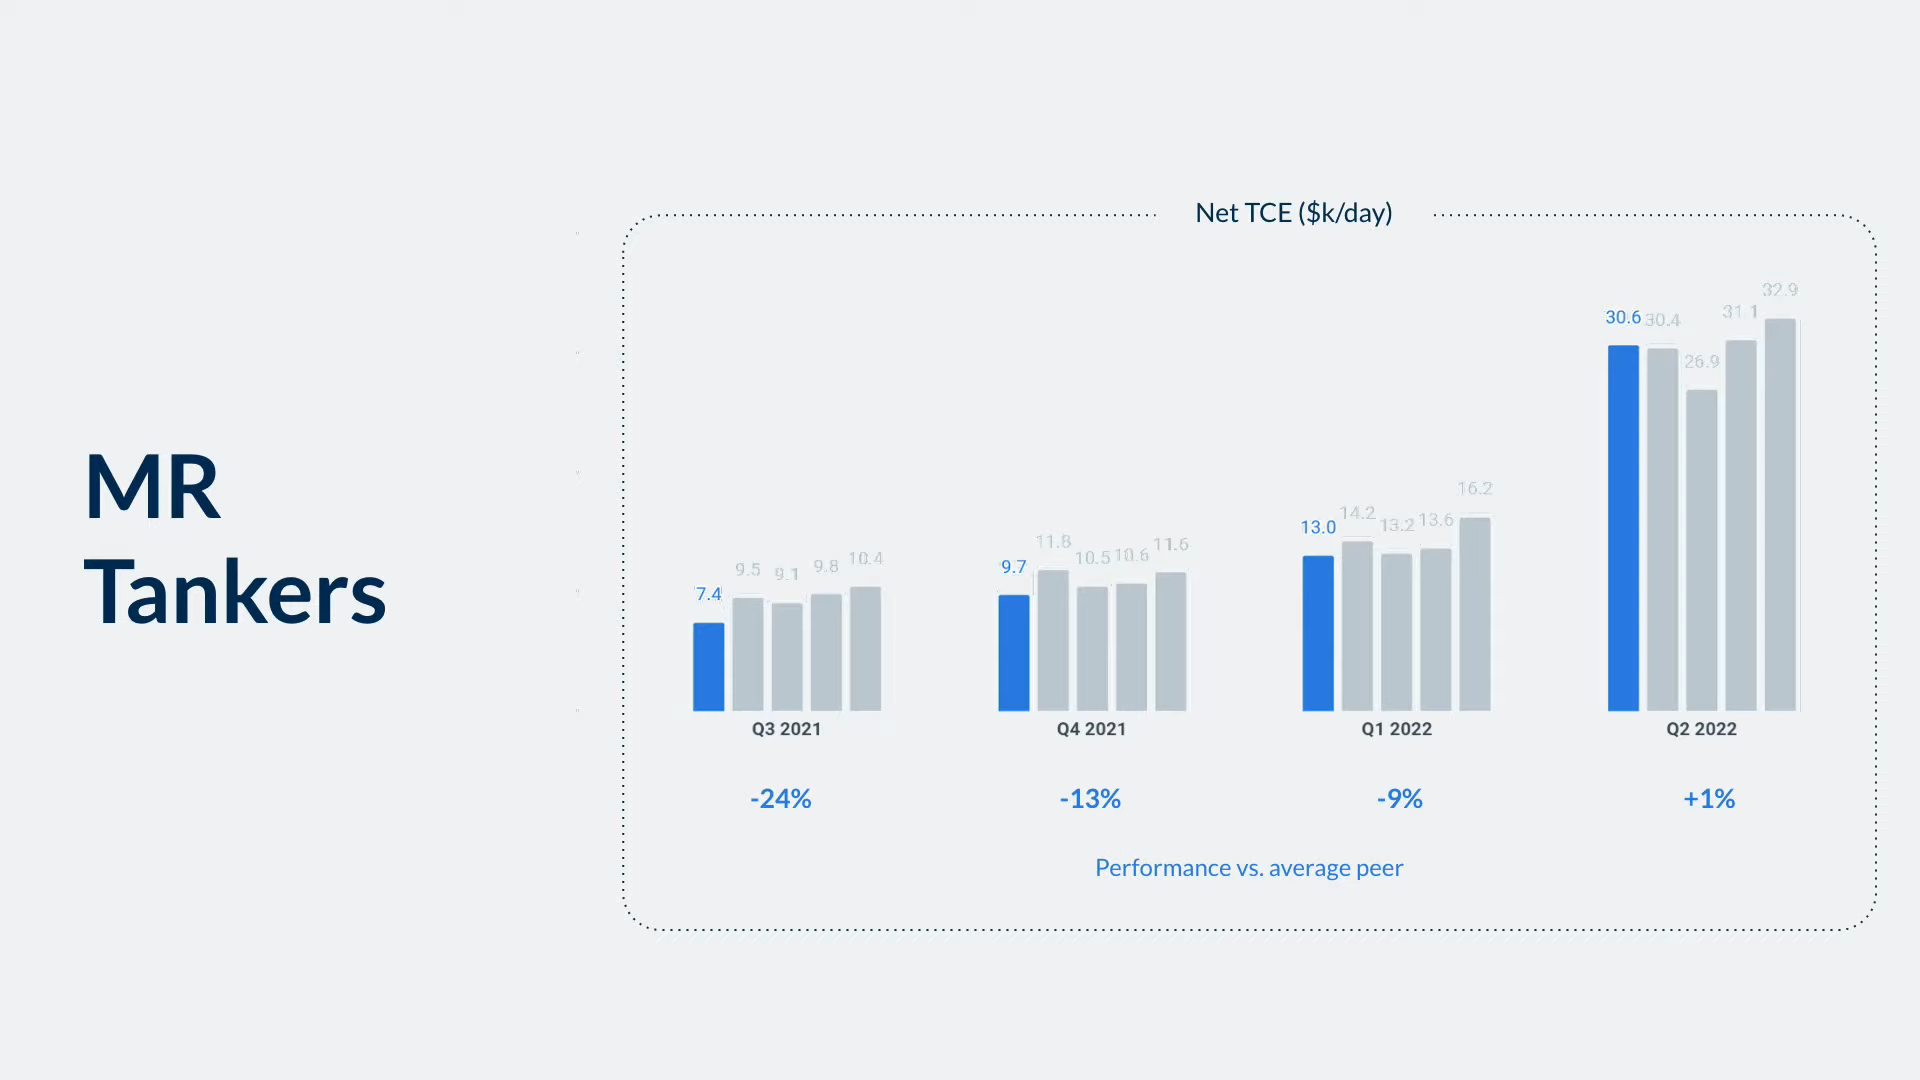 MR
Tankers
Net TCE ($k/day)
7.4 9.5 9.1 9.8 10.4
9.7 11.8 10.5 10.6 11.6
13.0 14.2 13.2 13.6 16.2
30.6 30.4 26.9 31.1 32.9
Q3 2021 Q4 2021 Q1 2022 Q2 2022
-24% -13% -9% +1%
Performance vs. average peer